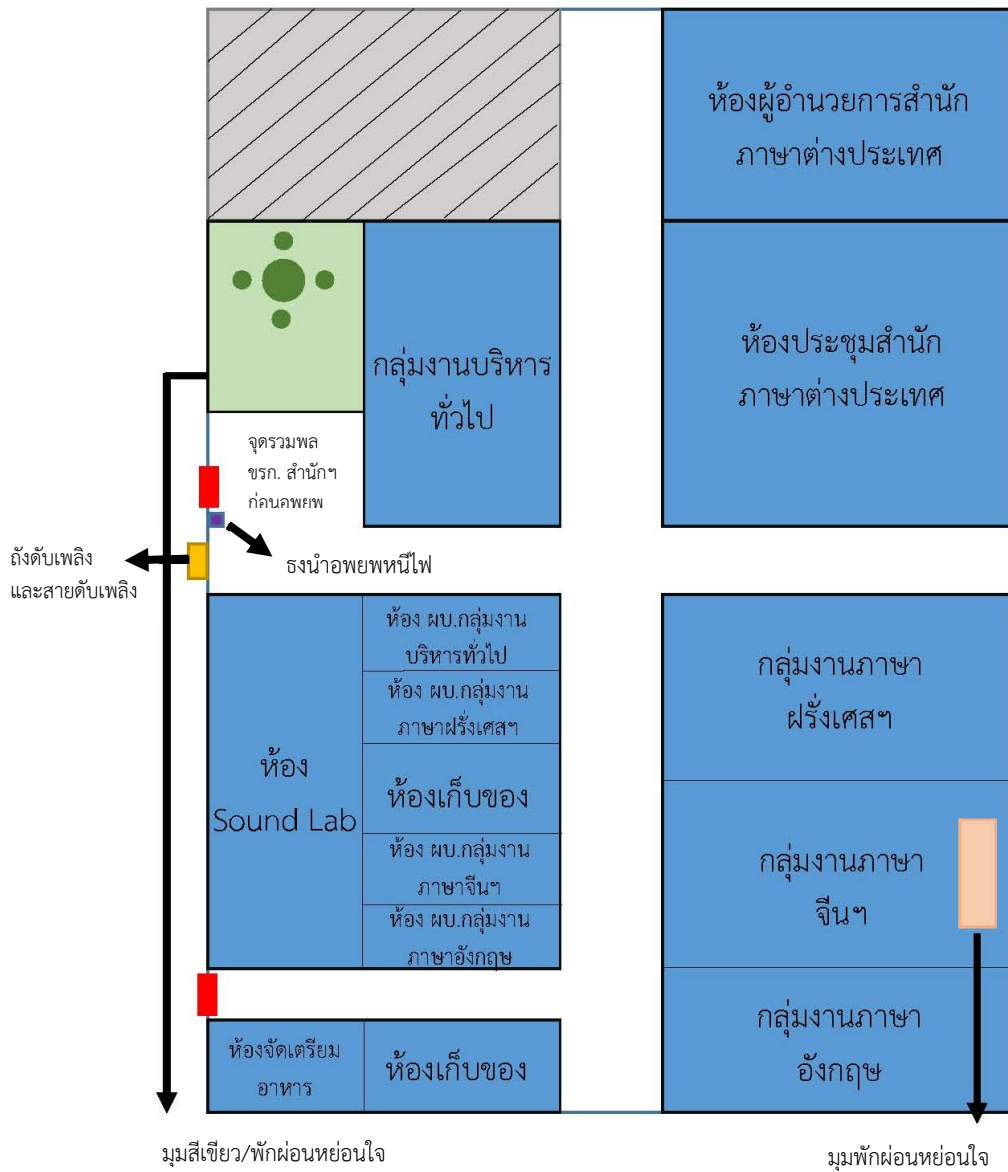 ห้องผู้อำนวยการสำนัก
ภาษาต่างประเทศ
กลุ่มงานบริหาร
ทั่วไป
ห้องประชุมสำนัก
ภาษาต่างประเทศ
จุดรวมพล
ขรก. สำนักฯ
ก่อนอพยพ
ถังดับเพลิง
และสายดับเพลิง
ธงนำอพยพหนีไฟ
ห้อง
Sound Lab
ห้อง ผบ.กลุ่มงาน
บริหารทั่วไป
ห้อง ผบ.กลุ่มงาน
ภาษาฝรั่งเศสฯ
ห้องเก็บของ
ห้อง ผบ.กลุ่มงาน
ภาษาจีนฯ
ห้อง ผบ.กลุ่มงาน
ภาษาอังกฤษ
กลุ่มงานภาษา
ฝรั่งเศสฯ
กลุ่มงานภาษา
จีนฯ
กลุ่มงานภาษา
อังกฤษ
ห้องจัดเตรียม
อาหาร
ห้องเก็บของ
มุมสีเขียว/พักผ่อนหย่อนใจ
มุมพักผ่อนหย่อนใจ